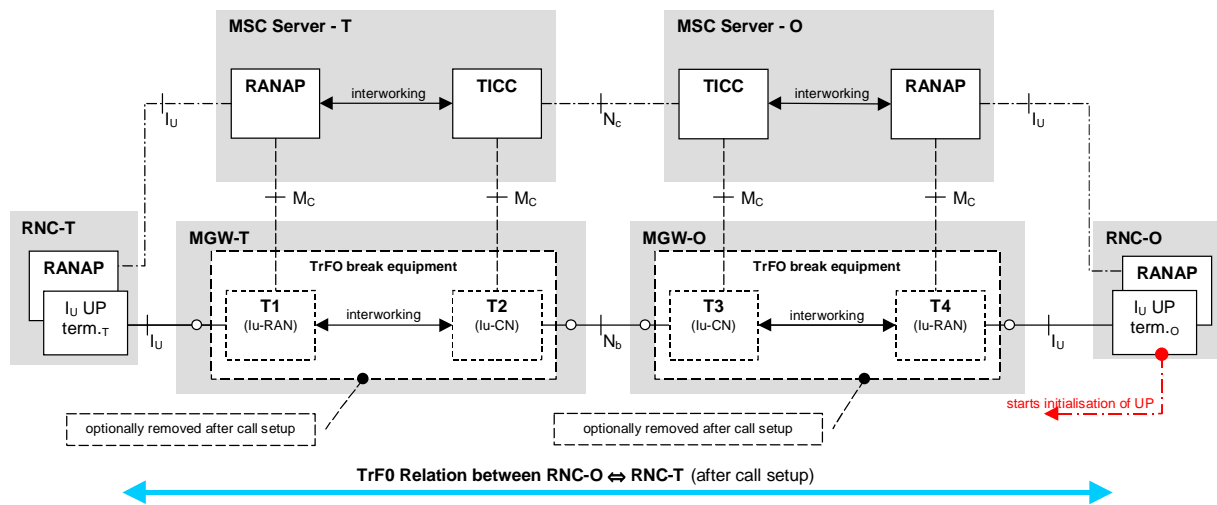 MSC Server - T
MSC Server - O
RANAP
interworking
TICC
TICC
interworking
RANAP
IU
NC
IU
MC
MC
MC
MC
RNC-T
MGW-T
MGW-O
RNC-O
RANAP
TrFO break equipment
TrFO break equipment
RANAP
IU UP
term.T
T1
(Iu-RAN)
interworking
T2
(Iu-CN)
T3
(Iu-CN)
interworking
T4
(Iu-RAN)
IU UP
term.O
IU
Nb
IU
starts initialisation of UP
optionally removed after call setup
optionally removed after call setup
TrF0 Relation between RNC-O ⇔ RNC-T (after call setup)